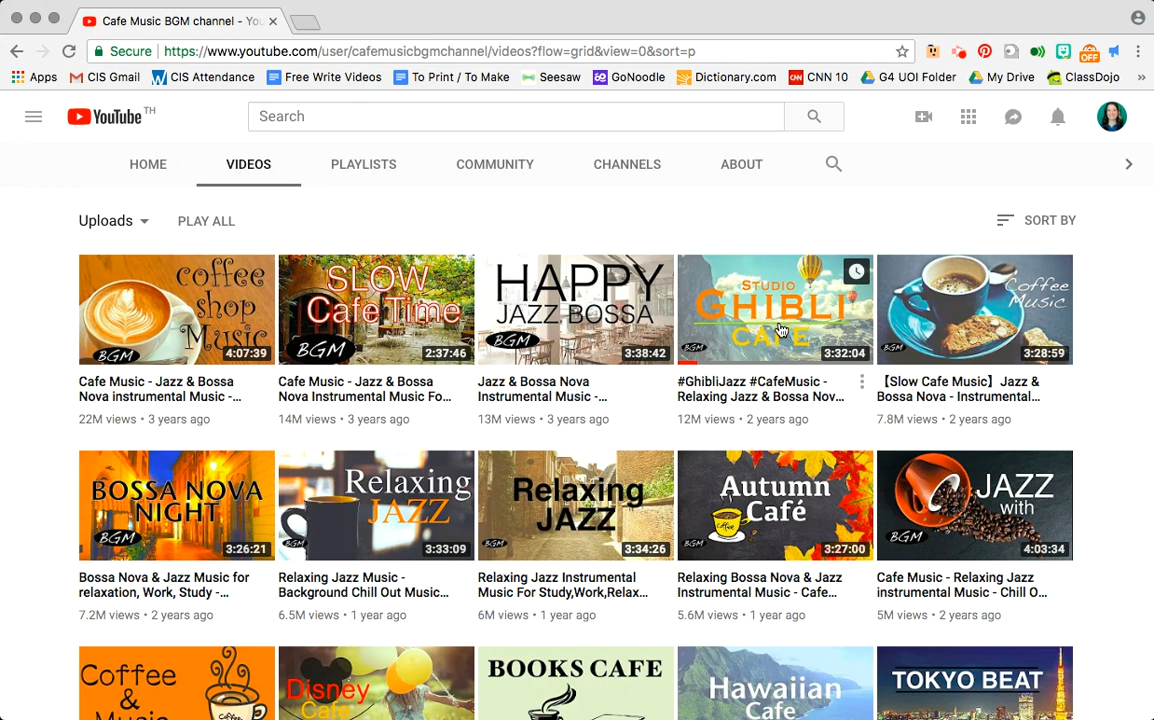 Cafe Music BGM channel - You
Secure https://www.youtube.com/user/cafemusicbgmchannel/videos?flow=grid&view=0&sort=p
OFF
Apps CIS Gmail CIS Attendance Free Write Videos To Print / To Make Seesaw GoNoodle Dictionary.com CNN 10 G4 UOI Folder My Drive ClassDojo »
YouTube TH Search
HOME VIDEOS PLAYLISTS COMMUNITY CHANNELS ABOUT
Uploads PLAY ALL SORT BY
coffee
shop
Music
BGM
4:07:39
SLOW
Cafe Time
BGM
2:37:46
HAPPY
JAZZ BOSSA
BGM
3:38:42
STUDIO
GHIBLI
CAFE
BGM
3:32:04
Coffee
Music
BGM
3:28:59
Cafe Music - Jazz & Bossa
Nova instrumental Music -...
22M views • 3 years ago
Cafe Music - Jazz & Bossa
Nova Instrumental Music Fo...
14M views • 3 years ago
Jazz & Bossa Nova
Instrumental Music -...
13M views • 3 years ago
#GhibliJazz #CafeMusic -
Relaxing Jazz & Bossa Nov...
12M views • 2 years ago
【Slow Cafe Music】Jazz &
Bossa Nova - Instrumental...
7.8M views • 2 years ago
BOSSA NOVA
NIGHT
BGM
3:26:21
Relaxing
JAZZ
BGM
3:33:09
Relaxing
JAZZ
BGM
3:34:26
Autumn
Café
Coffee
BGM
3:27:00
JAZZ
with
BGM
4:03:34
Bossa Nova & Jazz Music for
relaxation, Work, Study -...
7.2M views • 2 years ago
Relaxing Jazz Music -
Background Chill Out Music...
6.5M views • 1 year ago
Relaxing Jazz Instrumental
Music For Study,Work,Relax...
6M views • 1 year ago
Relaxing Bossa Nova & Jazz
Instrumental Music - Cafe...
5.6M views • 1 year ago
Cafe Music - Relaxing Jazz
instrumental Music - Chill O...
5M views • 2 years ago
Coffee
&
Music
Coffee
Disney
Cafe
BOOKS CAFE
Hawaiian
Cafe
TOKYO BEAT